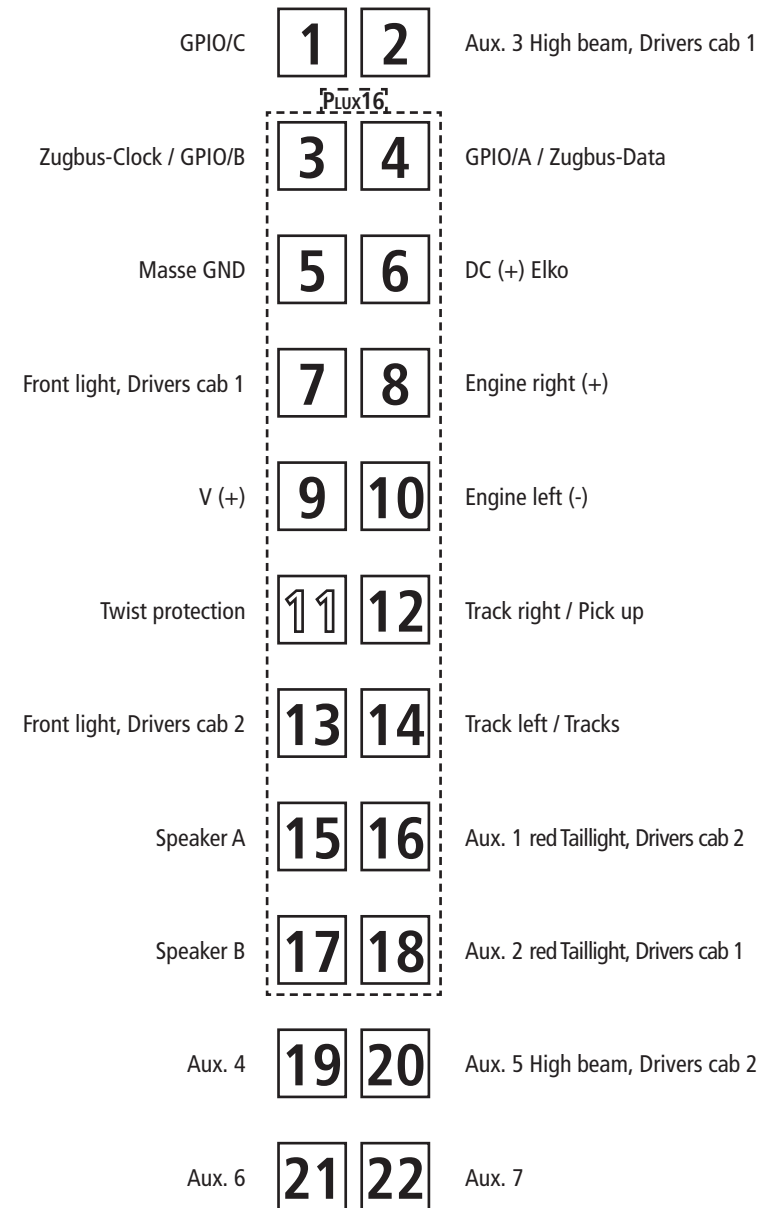 GPIO/C 1 2 Aux. 3 High beam, Drivers cab 1
PLUX16
Zugbus-Clock / GPIO/B 3 4 GPIO/A / Zugbus-Data
Masse GND 5 6 DC (+) Elko
Front light, Drivers cab 1 7 8 Engine right (+)
V (+) 9 10 Engine left (-)
Twist protection 11 12 Track right / Pick up
Front light, Drivers cab 2 13 14 Track left / Tracks
Speaker A 15 16 Aux. 1 red Taillight, Drivers cab 2
Speaker B 17 18 Aux. 2 red Taillight, Drivers cab 1
Aux. 4 19 20 Aux. 5 High beam, Drivers cab 2
Aux. 6 21 22 Aux. 7